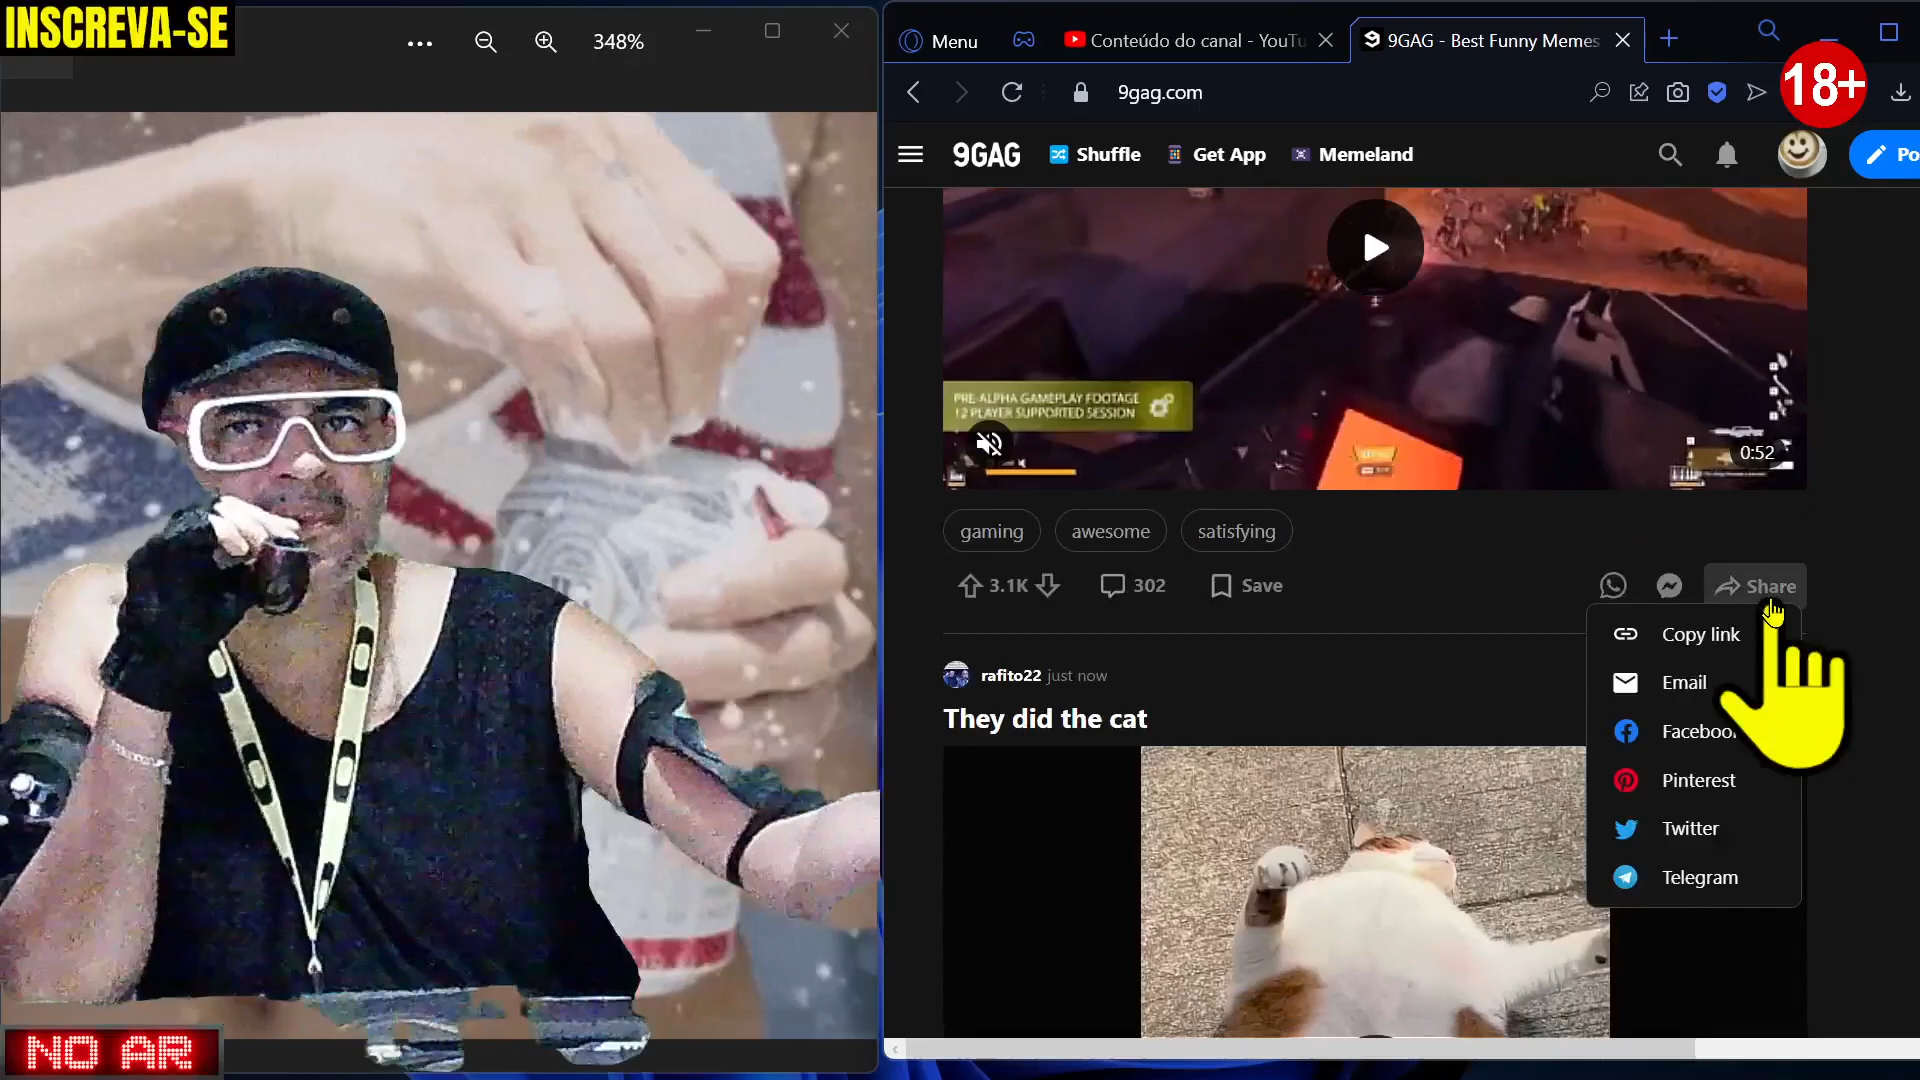 INSCREVA-SE
348%
Menu
Conteúdo do canal - YouTu
9GAG - Best Funny Memes
9gag.com
18+
9GAG
Shuffle
Get App
Memeland
Po
PRE-ALPHA GAMEPLAY FOOTAGE
12 PLAYER SUPPORTED SESSION
0:52
gaming
awesome
satisfying
3.1K
302
Save
Share
Copy link
Email
Faceboo
Pinterest
Twitter
Telegram
rafito22 just now
They did the cat
NO AR